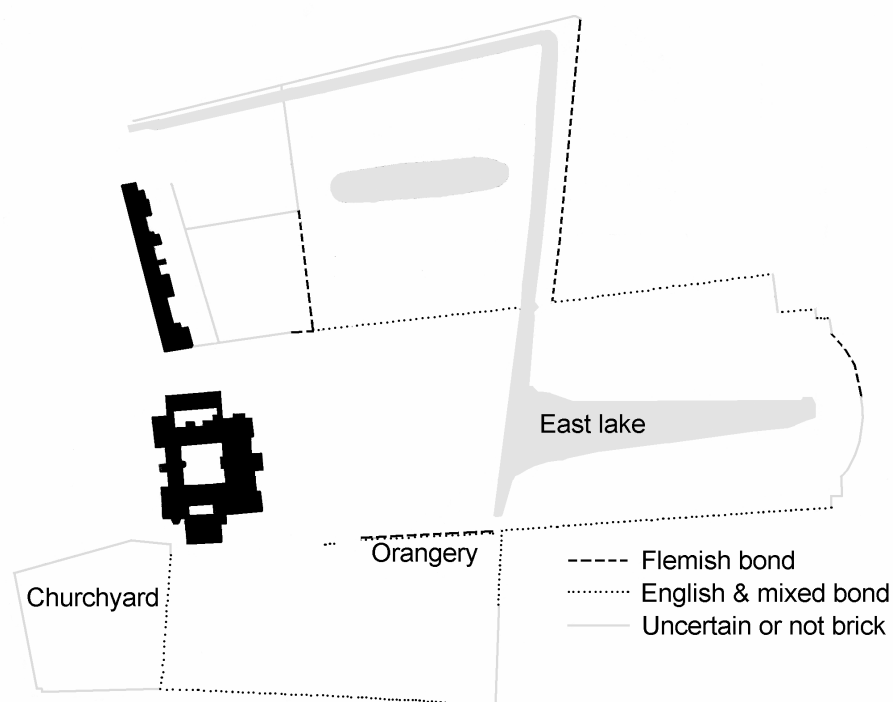 East lake
Orangery
Churchyard
Flemish bond
English & mixed bond
Uncertain or not brick